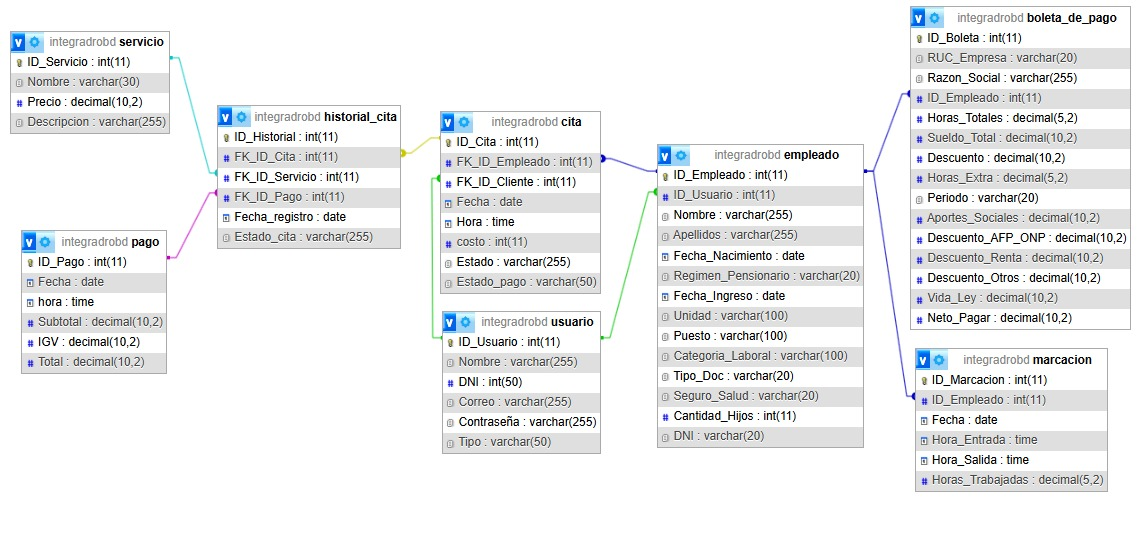 integradrobd servicio
ID_Servicio : int(11)
Nombre : varchar(30)
Precio : decimal(10,2)
Descripcion : varchar(255)
integradrobd pago
ID_Pago : int(11)
Fecha : date
hora : time
Subtotal : decimal(10,2)
IGV : decimal(10,2)
Total : decimal(10,2)
integradrobd historial_cita
ID_Historial : int(11)
FK_ID_Cita : int(11)
FK_ID_Servicio : int(11)
FK_ID_Pago : int(11)
Fecha_registro : date
Estado_cita : varchar(255)
integradrobd cita
ID_Cita : int(11)
FK_ID_Empleado : int(11)
FK_ID_Cliente : int(11)
Fecha : date
Hora : time
costo : int(11)
Estado : varchar(255)
Estado_pago : varchar(50)
integradrobd usuario
ID_Usuario : int(11)
Nombre : varchar(255)
DNI : int(50)
Correo : varchar(255)
Contraseña : varchar(255)
Tipo : varchar(50)
integradrobd empleado
ID_Empleado : int(11)
ID_Usuario : int(11)
Nombre : varchar(255)
Apellidos : varchar(255)
Fecha_Nacimiento : date
Regimen_Pensionario : varchar(20)
Fecha_Ingreso : date
Unidad : varchar(100)
Puesto : varchar(100)
Categoria_Laboral : varchar(100)
Tipo_Doc : varchar(20)
Seguro_Salud : varchar(20)
Cantidad_Hijos : int(11)
DNI : varchar(20)
integradrobd boleta_de_pago
ID_Boleta : int(11)
RUC_Empresa : varchar(20)
Razon_Social : varchar(255)
ID_Empleado : int(11)
Horas_Totales : decimal(5,2)
Sueldo_Total : decimal(10,2)
Descuento : decimal(10,2)
Horas_Extra : decimal(5,2)
Periodo : varchar(20)
Aportes_Sociales : decimal(10,2)
Descuento_AFP_ONP : decimal(10,2)
Descuento_Renta : decimal(10,2)
Descuento_Otros : decimal(10,2)
Vida_Ley : decimal(10,2)
Neto_Pagar : decimal(10,2)
integradrobd marcacion
ID_Marcacion : int(11)
ID_Empleado : int(11)
Fecha : date
Hora_Entrada : time
Hora_Salida : time
Horas_Trabajadas : decimal(5,2)